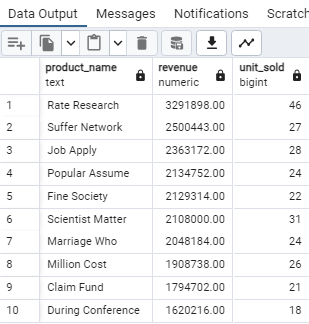 Data Output Messages Notifications Scratch
product_name revenue unit_sold
text numeric bigint
1 Rate Research 3291898.00 46
2 Suffer Network 2500443.00 27
3 Job Apply 2363172.00 28
4 Popular Assume 2134752.00 24
5 Fine Society 2129314.00 22
6 Scientist Matter 2108000.00 31
7 Marriage Who 2048184.00 24
8 Million Cost 1908738.00 26
9 Claim Fund 1794702.00 21
10 During Conference 1620216.00 18